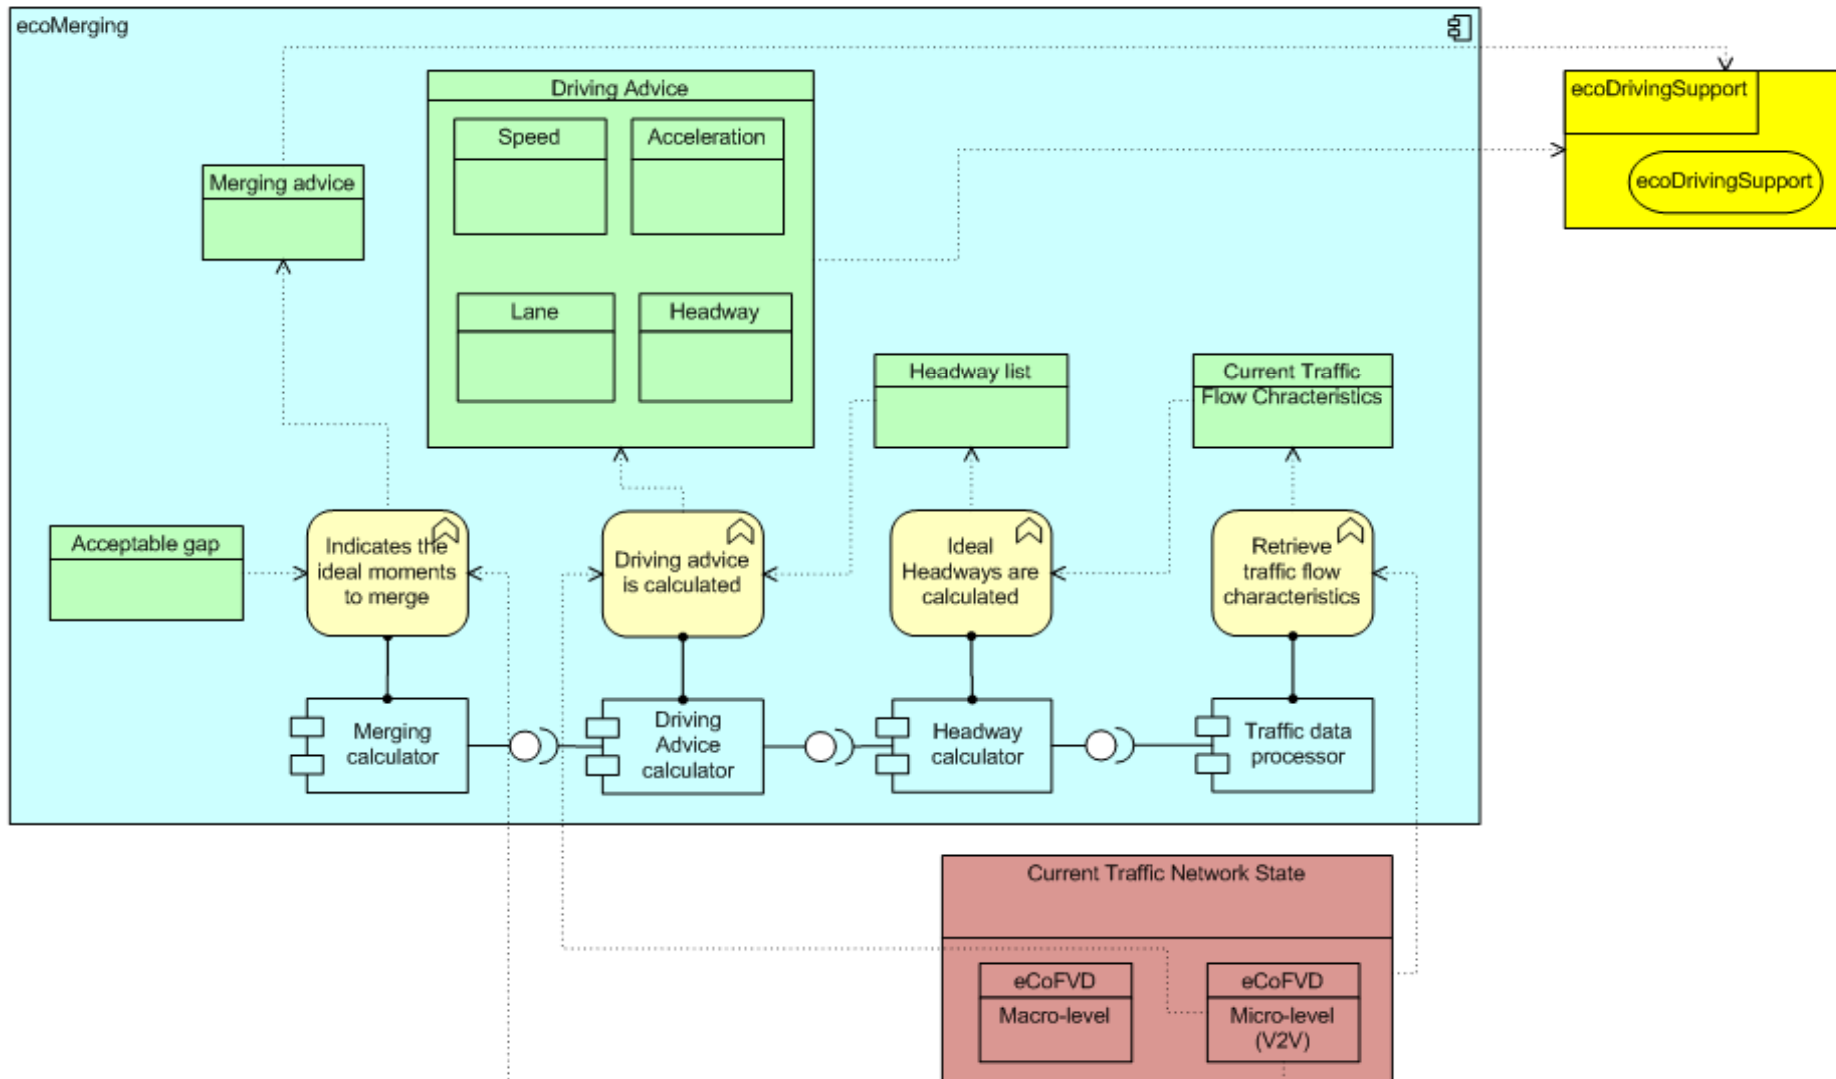 ecoMerging
Driving Advice
Speed
Acceleration
ecoDrivingSupport
ecoDrivingSupport
Merging advice
Lane
Headway
Headway list
Current Traffic
Flow Chracteristics
Acceptable gap
Indicates the
ideal moments
to merge
Driving advice
is calculated
Ideal
Headways are
calculated
Retrieve
traffic flow
characteristics
Merging
calculator
Driving
Advice
calculator
Headway
calculator
Traffic data
processor
Current Traffic Network State
eCoFVD
Macro-level
eCoFVD
Micro-level
(V2V)